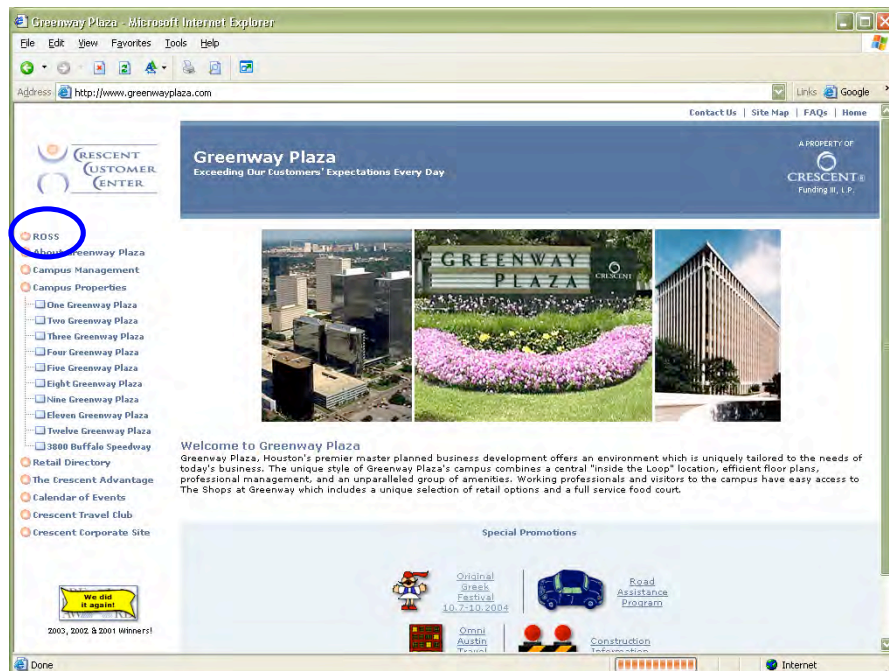 Greenway Plaza - Microsoft Internet Explorer
File Edit View Favorites Tools Help
Address http://www.greenwayplaza.com Links Google
Contact Us | Site Map | FAQs | Home
CRESCENT
CUSTOMER
CENTER
Greenway Plaza
Exceeding Our Customers' Expectations Every Day
A PROPERTY OF
CRESCENT®
Funding III, L.P.
ROSS
About Greenway Plaza
Campus Management
Campus Properties
One Greenway Plaza
Two Greenway Plaza
Three Greenway Plaza
Four Greenway Plaza
Five Greenway Plaza
Eight Greenway Plaza
Nine Greenway Plaza
Eleven Greenway Plaza
Twelve Greenway Plaza
3800 Buffalo Speedway
Retail Directory
The Crescent Advantage
Calendar of Events
Crescent Travel Club
Crescent Corporate Site
We did
it again!
2003, 2002 & 2001 Winners!
GREENWAY
PLAZA
CRESCENT
Welcome to Greenway Plaza
Greenway Plaza, Houston's premier master planned business development offers an environment which is uniquely tailored to the needs of
today's business. The unique style of Greenway Plaza's campus combines a central "inside the Loop" location, efficient floor plans,
professional management, and an unparalleled group of amenities. Working professionals and visitors to the campus have easy access to
The Shops at Greenway which includes a unique selection of retail options and a full service food court.
Special Promotions
Original
Greek
Festival
10.7-10.2004
Road
Assistance
Program
Omni
Austin
Travel
Construction
Information
Done Internet